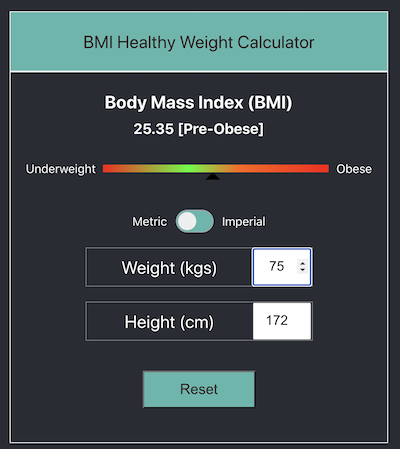 BMI Healthy Weight Calculator
Body Mass Index (BMI)
25.35 [Pre-Obese]
Underweight Obese
Metric Imperial
Weight (kgs) 75
Height (cm) 172
Reset